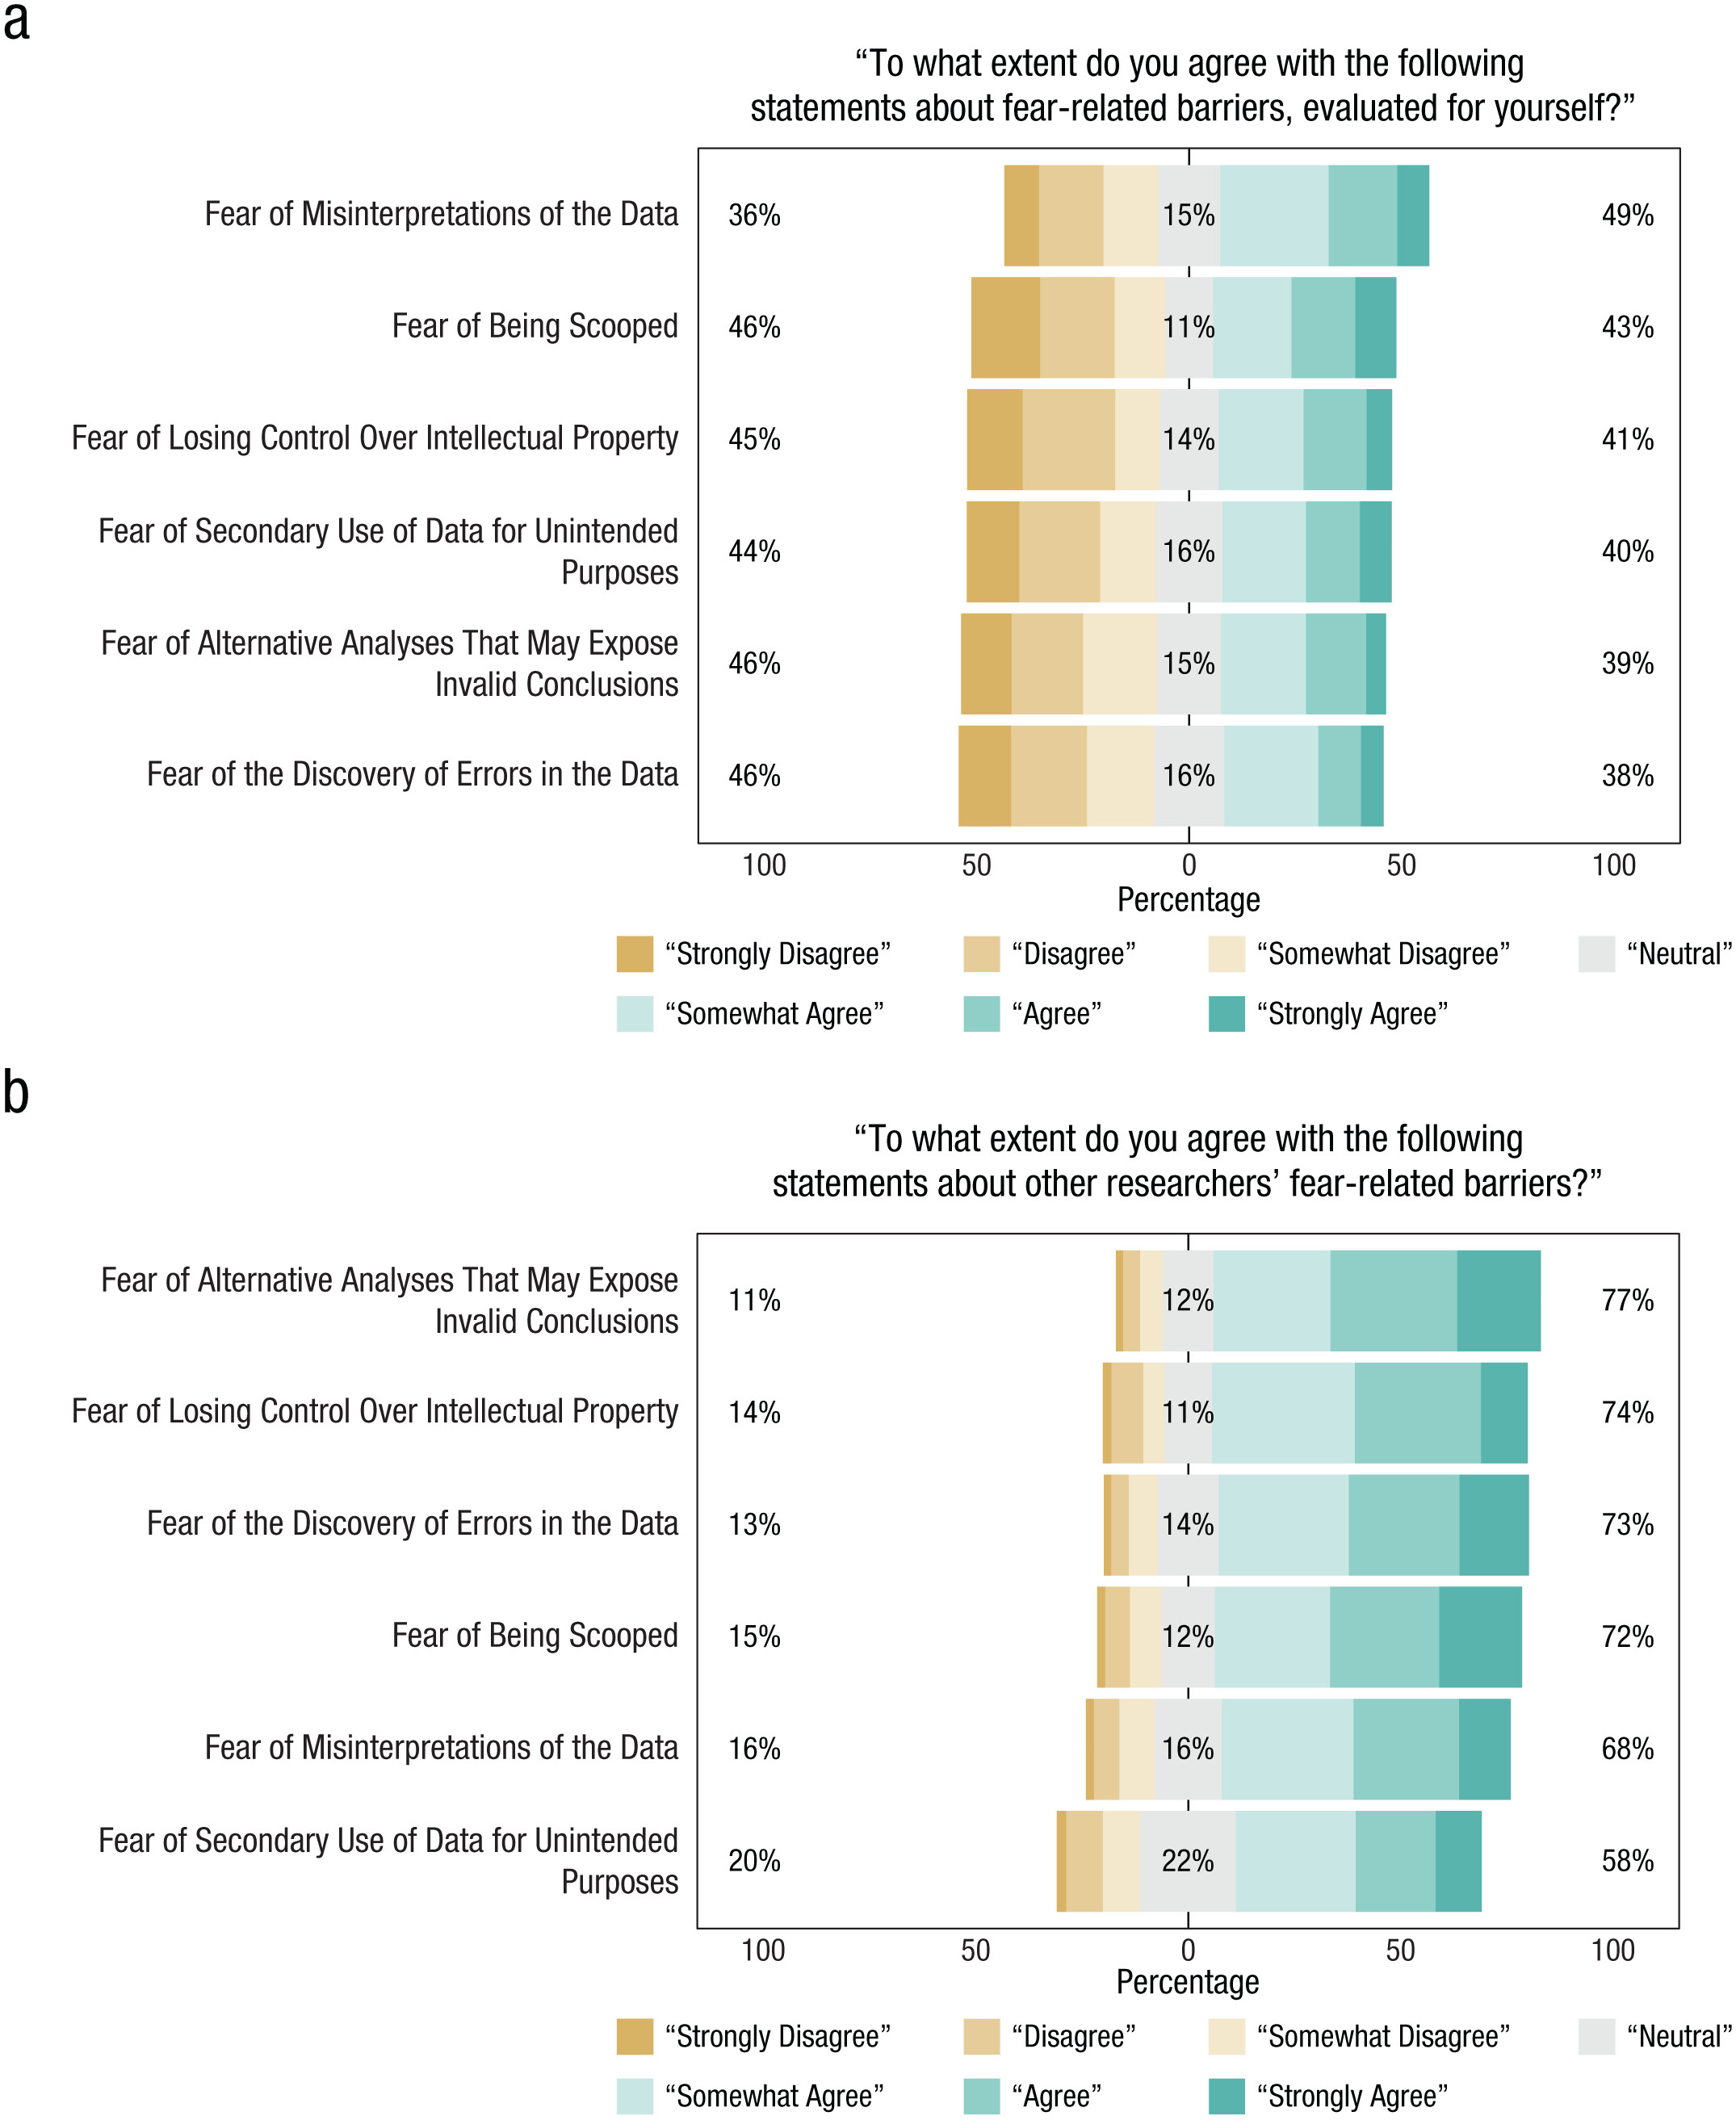 a
“To what extent do you agree with the following
statements about fear-related barriers, evaluated for yourself?”
Fear of Misinterpretations of the Data 36% 15% 49%
Fear of Being Scooped 46% 11% 43%
Fear of Losing Control Over Intellectual Property 45% 14% 41%
Fear of Secondary Use of Data for Unintended
Purposes 44% 16% 40%
Fear of Alternative Analyses That May Expose
Invalid Conclusions 46% 15% 39%
Fear of the Discovery of Errors in the Data 46% 16% 38%
100 50 0 50 100
Percentage
“Strongly Disagree” “Disagree” “Somewhat Disagree” “Neutral”
“Somewhat Agree” “Agree” “Strongly Agree”
b
“To what extent do you agree with the following
statements about other researchers’ fear-related barriers?”
Fear of Alternative Analyses That May Expose
Invalid Conclusions 11% 12% 77%
Fear of Losing Control Over Intellectual Property 14% 11% 74%
Fear of the Discovery of Errors in the Data 13% 14% 73%
Fear of Being Scooped 15% 12% 72%
Fear of Misinterpretations of the Data 16% 16% 68%
Fear of Secondary Use of Data for Unintended
Purposes 20% 22% 58%
100 50 0 50 100
Percentage
“Strongly Disagree” “Disagree” “Somewhat Disagree” “Neutral”
“Somewhat Agree” “Agree” “Strongly Agree”